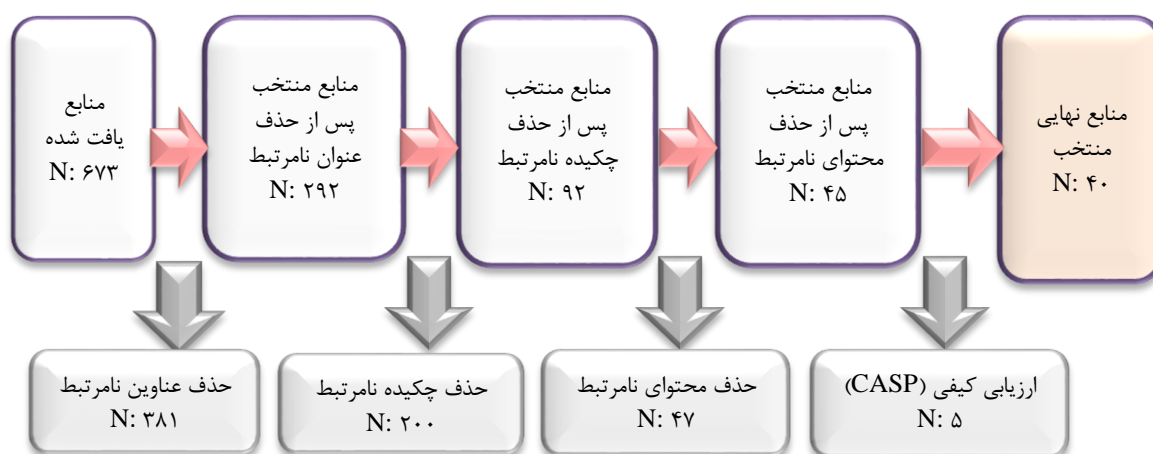 منابع
یافت شده
N: ۶۷۳
منابع منتخب
پس از حذف
عنوان نامرتبط
N: ۲۹۲
منابع منتخب
پس از حذف
چکیده نامرتبط
N: ۹۲
منابع منتخب
پس از حذف
محتوای نامرتبط
N: ۴۵
منابع نهایی
منتخب
N: ۴۰
حذف عناوین نامرتبط
N: ۳۸۱
حذف چکیده نامرتبط
N: ۲۰۰
حذف محتوای نامرتبط
N: ۴۷
ارزیابی کیفی (CASP)
N: ۵